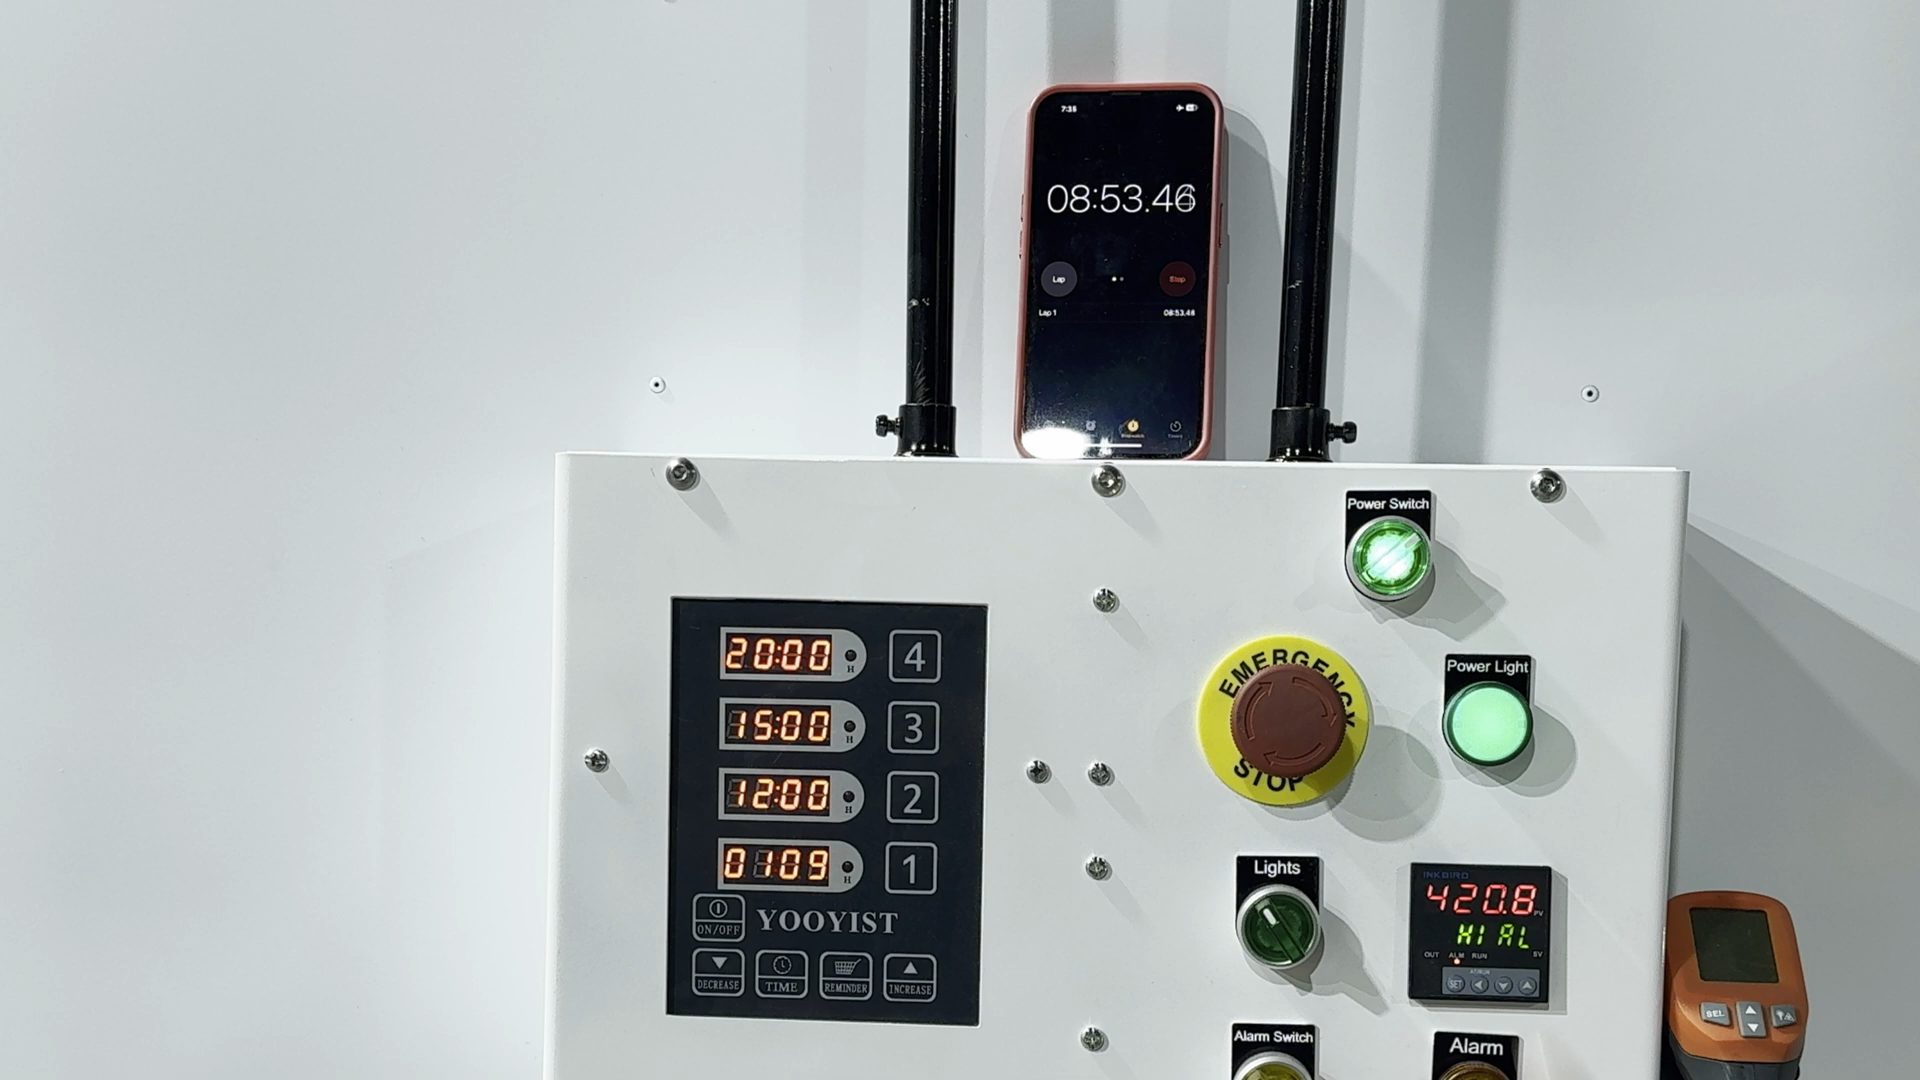 7:35
08:53.46
Lap
Stop
Lap 1
08:53.46
Power Switch
20:00
H
4
EMERGENCY
STOP
Power Light
15:00
H
3
12:00
H
2
0109
H
1
Lights
INKBIRD
420.8
PV
HI AL
OUT ALM RUN SV
SET
ON/OFF
YOOYIST
DECREASE
TIME
REMINDER
INCREASE
SEL
Alarm Switch
Alarm